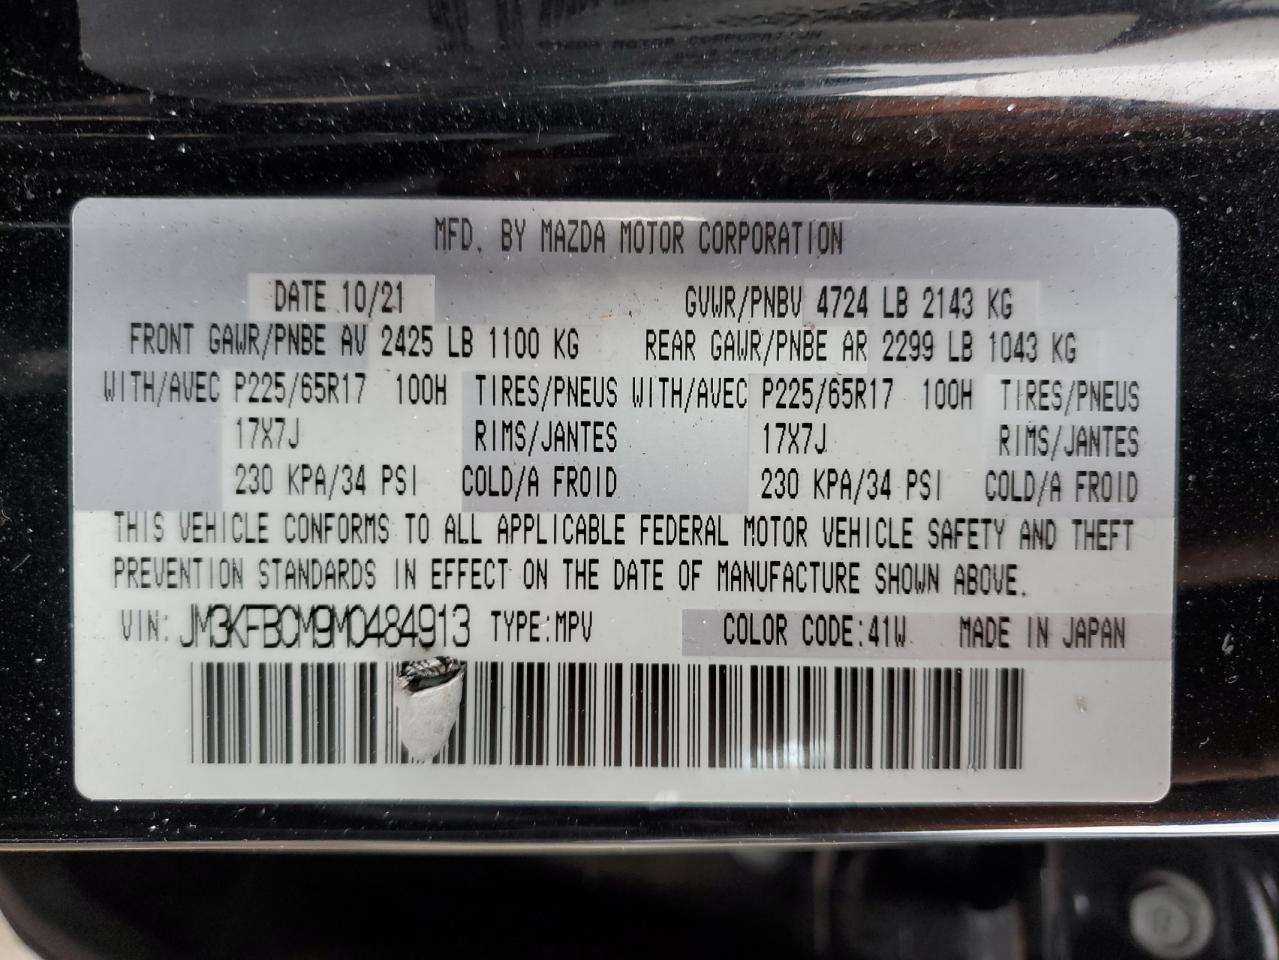 MFD. BY MAZDA MOTOR CORPORATION
DATE 10/21 GVWR/PNBV 4724 LB 2143 KG
FRONT GAWR/PNBE AV 2425 LB 1100 KG REAR GAWR/PNBE AR 2299 LB 1043 KG
WITH/AVEC P225/65R17 100H TIRES/PNEUS WITH/AVEC P225/65R17 100H TIRES/PNEUS
17X7J RIMS/JANTES 17X7J RIMS/JANTES
230 KPA/34 PSI COLD/A FROID 230 KPA/34 PSI COLD/A FROID
THIS VEHICLE CONFORMS TO ALL APPLICABLE FEDERAL MOTOR VEHICLE SAFETY AND THEFT
PREVENTION STANDARDS IN EFFECT ON THE DATE OF MANUFACTURE SHOWN ABOVE.
VIN: JM3KFBCM9M0484913 TYPE:MPV COLOR CODE:41W MADE IN JAPAN